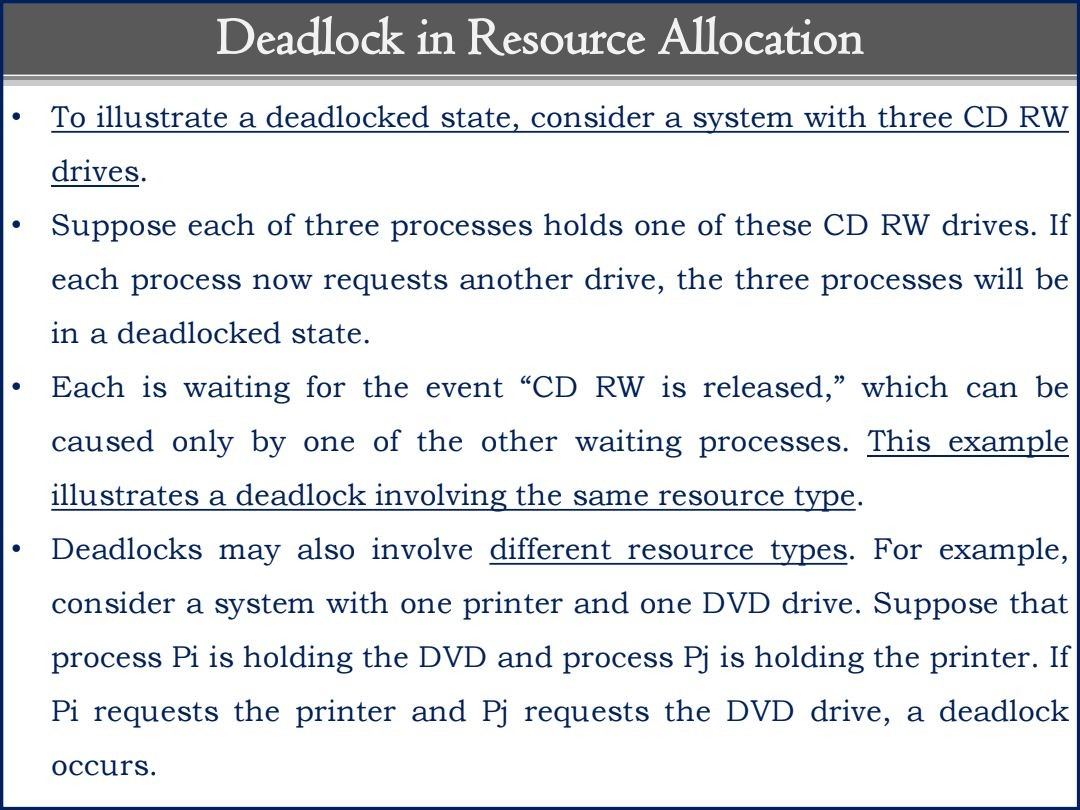 Deadlock in Resource Allocation
• To illustrate a deadlocked state, consider a system with three CD RW
drives.
• Suppose each of three processes holds one of these CD RW drives. If
each process now requests another drive, the three processes will be
in a deadlocked state.
• Each is waiting for the event “CD RW is released,” which can be
caused only by one of the other waiting processes. This example
illustrates a deadlock involving the same resource type.
• Deadlocks may also involve different resource types. For example,
consider a system with one printer and one DVD drive. Suppose that
process Pi is holding the DVD and process Pj is holding the printer. If
Pi requests the printer and Pj requests the DVD drive, a deadlock
occurs.